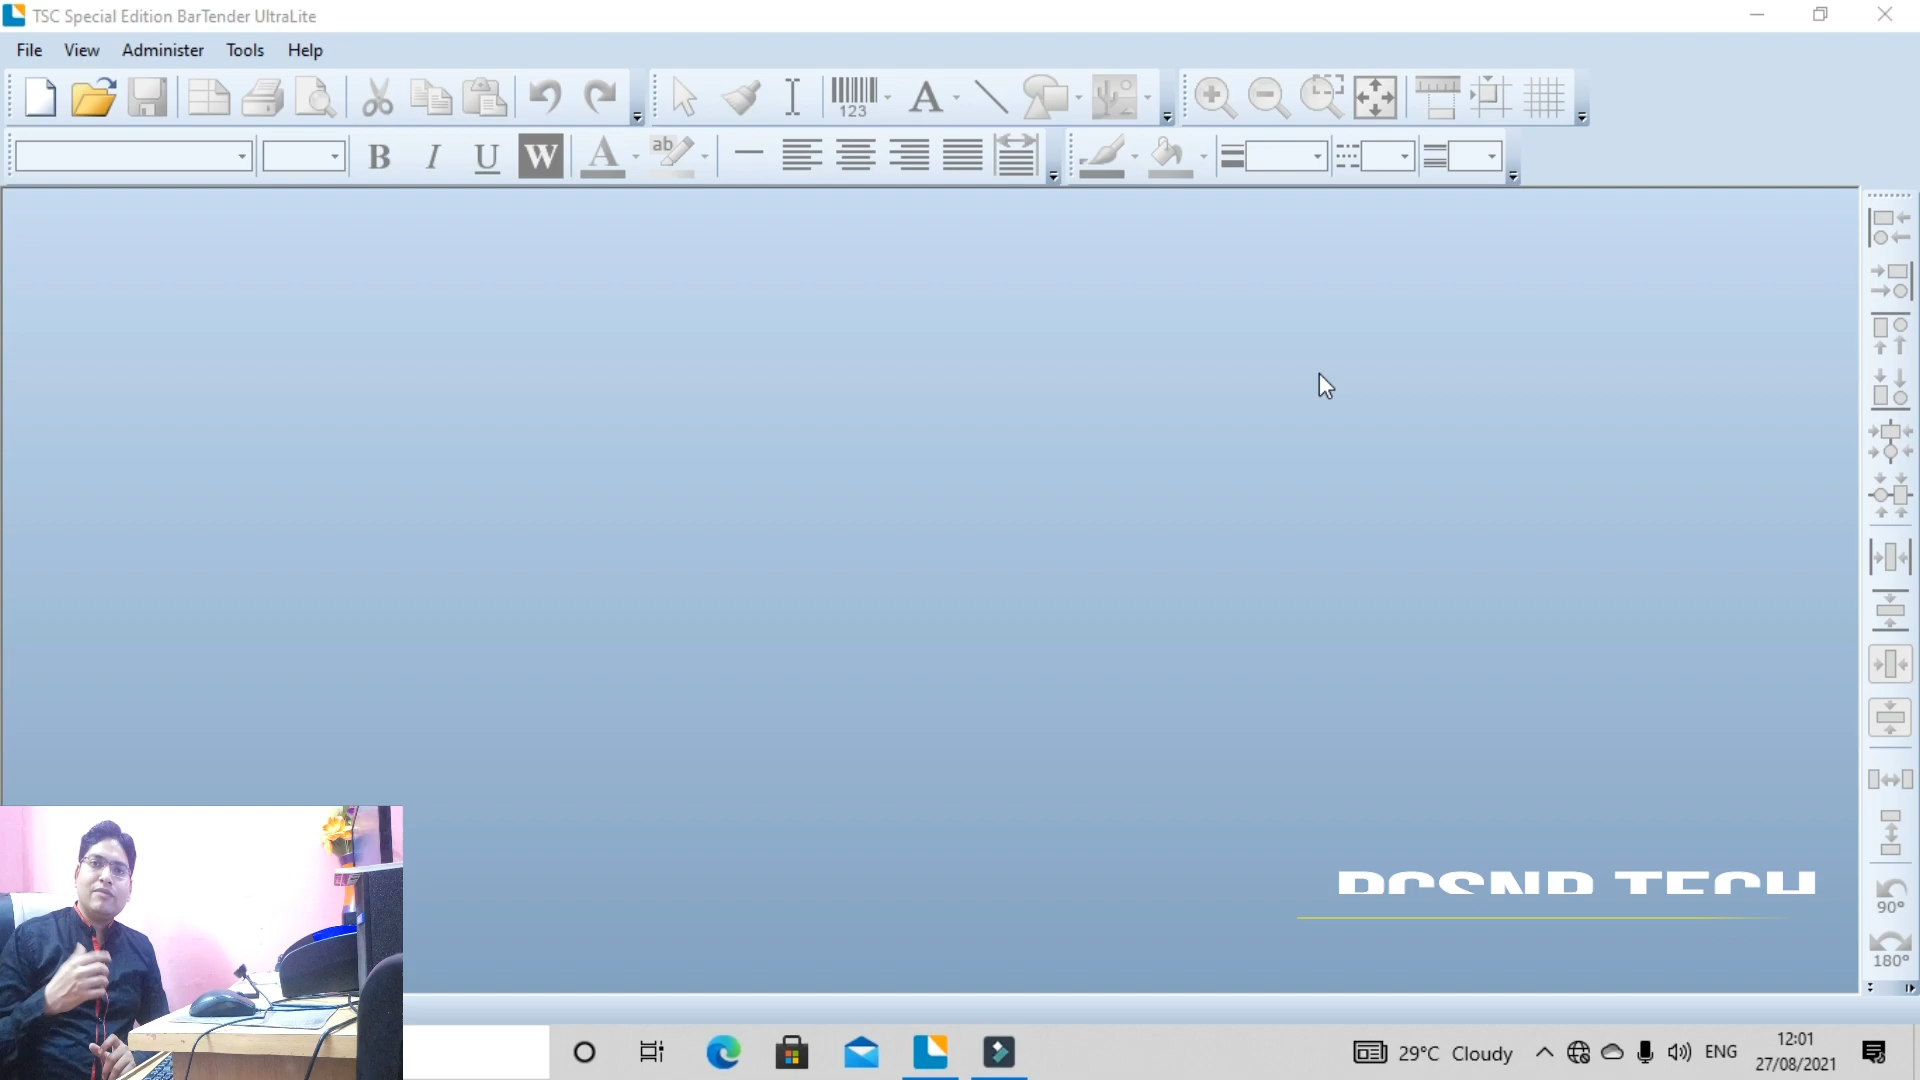 TSC Special Edition BarTender UltraLite
File View Administer Tools Help
123 A
B I U W A ab
90°
180°
29°C Cloudy ENG
12:01
27/08/2021